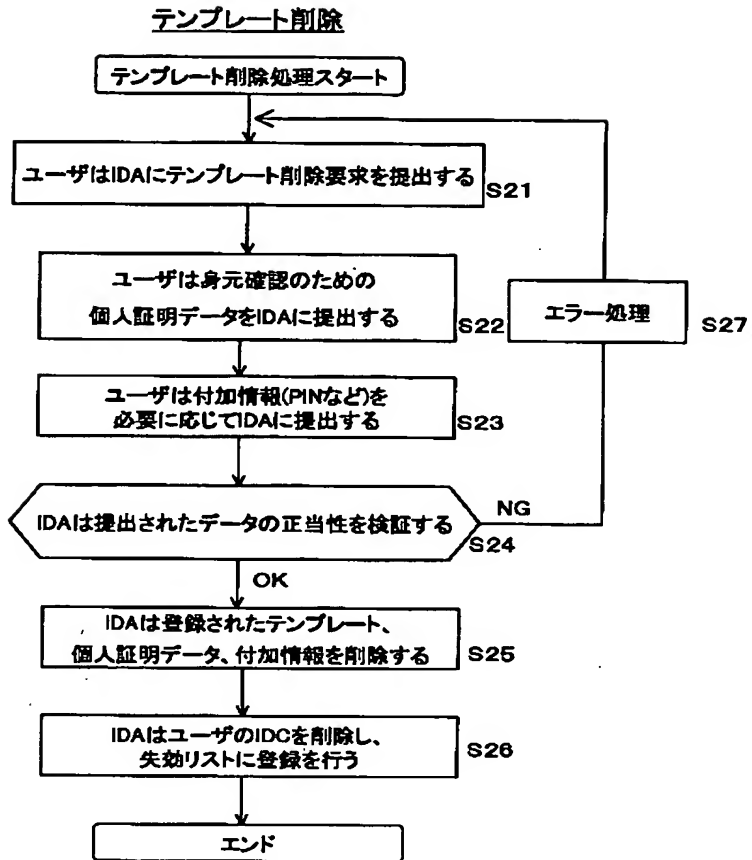 テンプレート削除
テンプレート削除処理スタート
ユーザはIDAにテンプレート削除要求を提出する
S21
ユーザは身元確認のための
個人証明データをIDAに提出する
S22
エラー処理
S27
ユーザは付加情報(PINなど)を
必要に応じてIDAに提出する
S23
IDAは提出されたデータの正当性を検証する
NG
S24
OK
IDAは登録されたテンプレート、
個人証明データ、付加情報を削除する
S25
IDAはユーザのIDCを削除し、
失効リストに登録を行う
S26
エンド